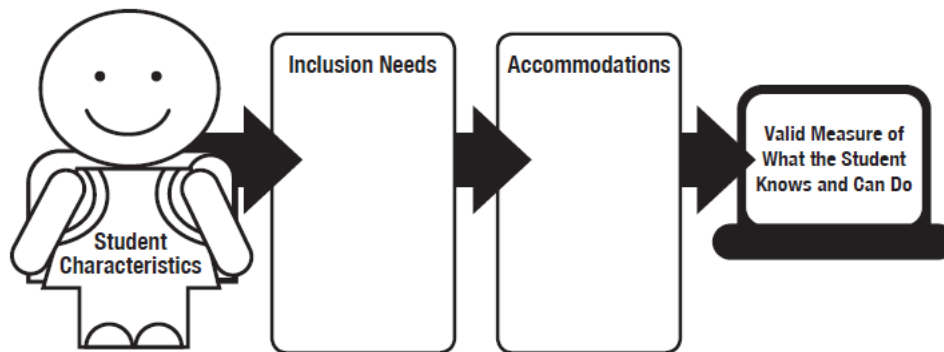 Student
Characteristics
Inclusion Needs
Accommodations
Valid Measure of
What the Student
Knows and Can Do